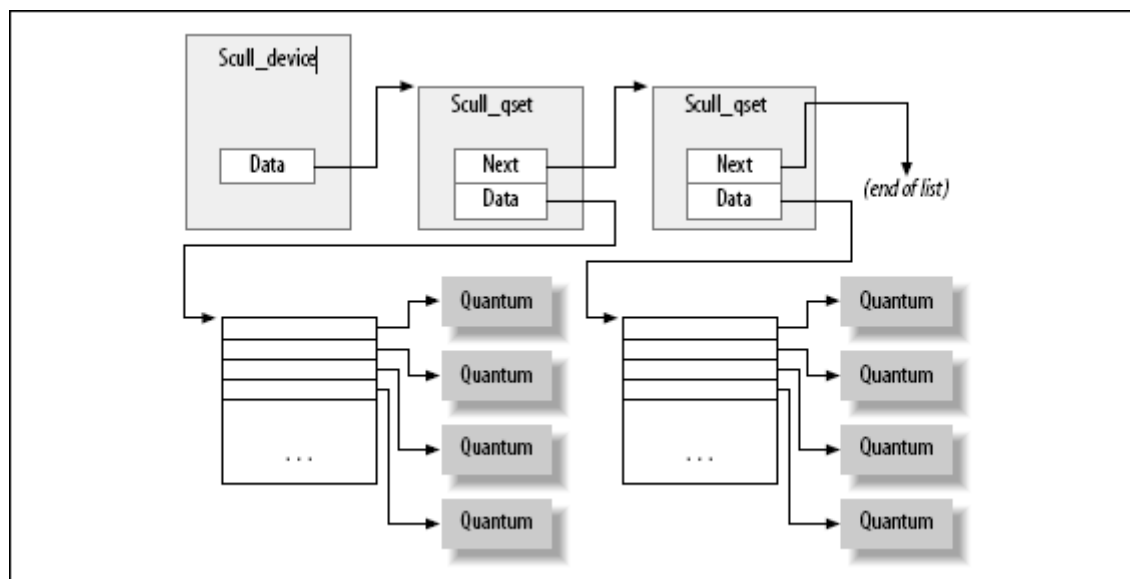 Scull_device
Scull_qset
Scull_qset
Data
Next
Next
Data
Data
(end of list)
Quantum
Quantum
Quantum
Quantum
Quantum
Quantum
. . .
. . .
Quantum
Quantum